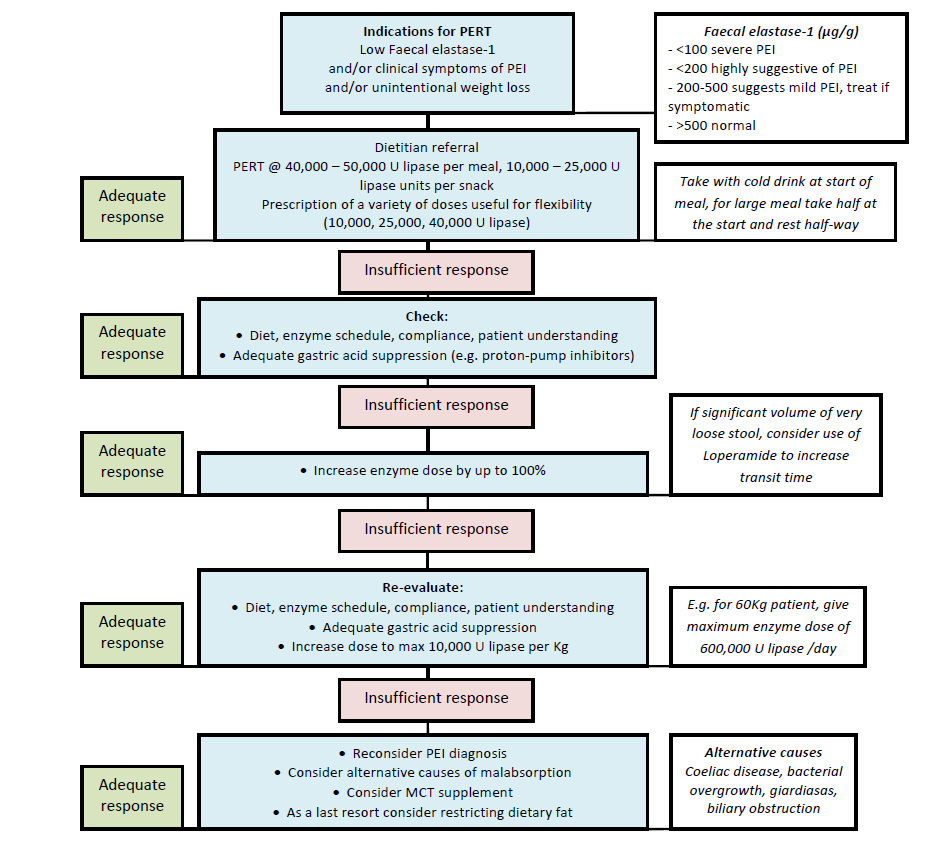 Indications for PERT
Low Faecal elastase-1
and/or clinical symptoms of PEI
and/or unintentional weight loss
Faecal elastase-1 (µg/g)
- <100 severe PEI
- <200 highly suggestive of PEI
- 200-500 suggests mild PEI, treat if
symptomatic
- >500 normal
Dietitian referral
PERT @ 40,000 – 50,000 U lipase per meal, 10,000 – 25,000 U
lipase units per snack
Prescription of a variety of doses useful for flexibility
(10,000, 25,000, 40,000 U lipase)
Adequate
response
Take with cold drink at start of
meal, for large meal take half at
the start and rest half-way
Insufficient response
Check:
• Diet, enzyme schedule, compliance, patient understanding
• Adequate gastric acid suppression (e.g. proton-pump inhibitors)
Adequate
response
Insufficient response
If significant volume of very
loose stool, consider use of
Loperamide to increase
transit time
Adequate
response
• Increase enzyme dose by up to 100%
Insufficient response
Re-evaluate:
• Diet, enzyme schedule, compliance, patient understanding
• Adequate gastric acid suppression
• Increase dose to max 10,000 U lipase per Kg
Adequate
response
E.g. for 60Kg patient, give
maximum enzyme dose of
600,000 U lipase /day
Insufficient response
• Reconsider PEI diagnosis
• Consider alternative causes of malabsorption
• Consider MCT supplement
• As a last resort consider restricting dietary fat
Adequate
response
Alternative causes
Coeliac disease, bacterial
overgrowth, giardiasas,
biliary obstruction